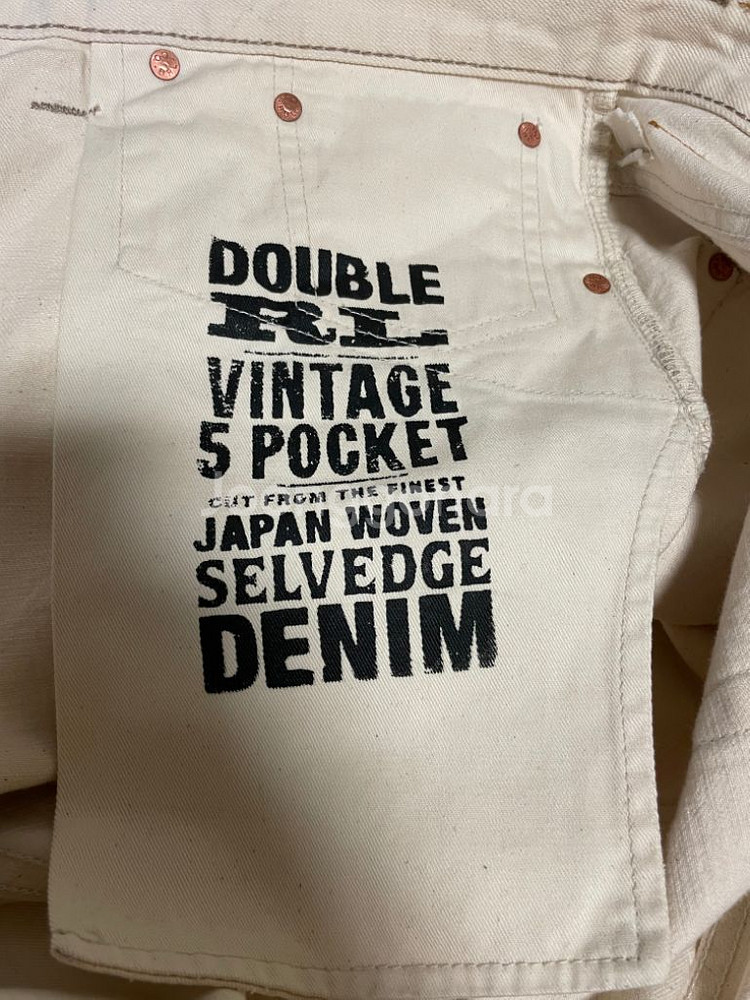 DOUBLE
RL
VINTAGE
5 POCKET
CUT FROM THE FINEST
JAPAN WOVEN
SELVEDGE
DENIM